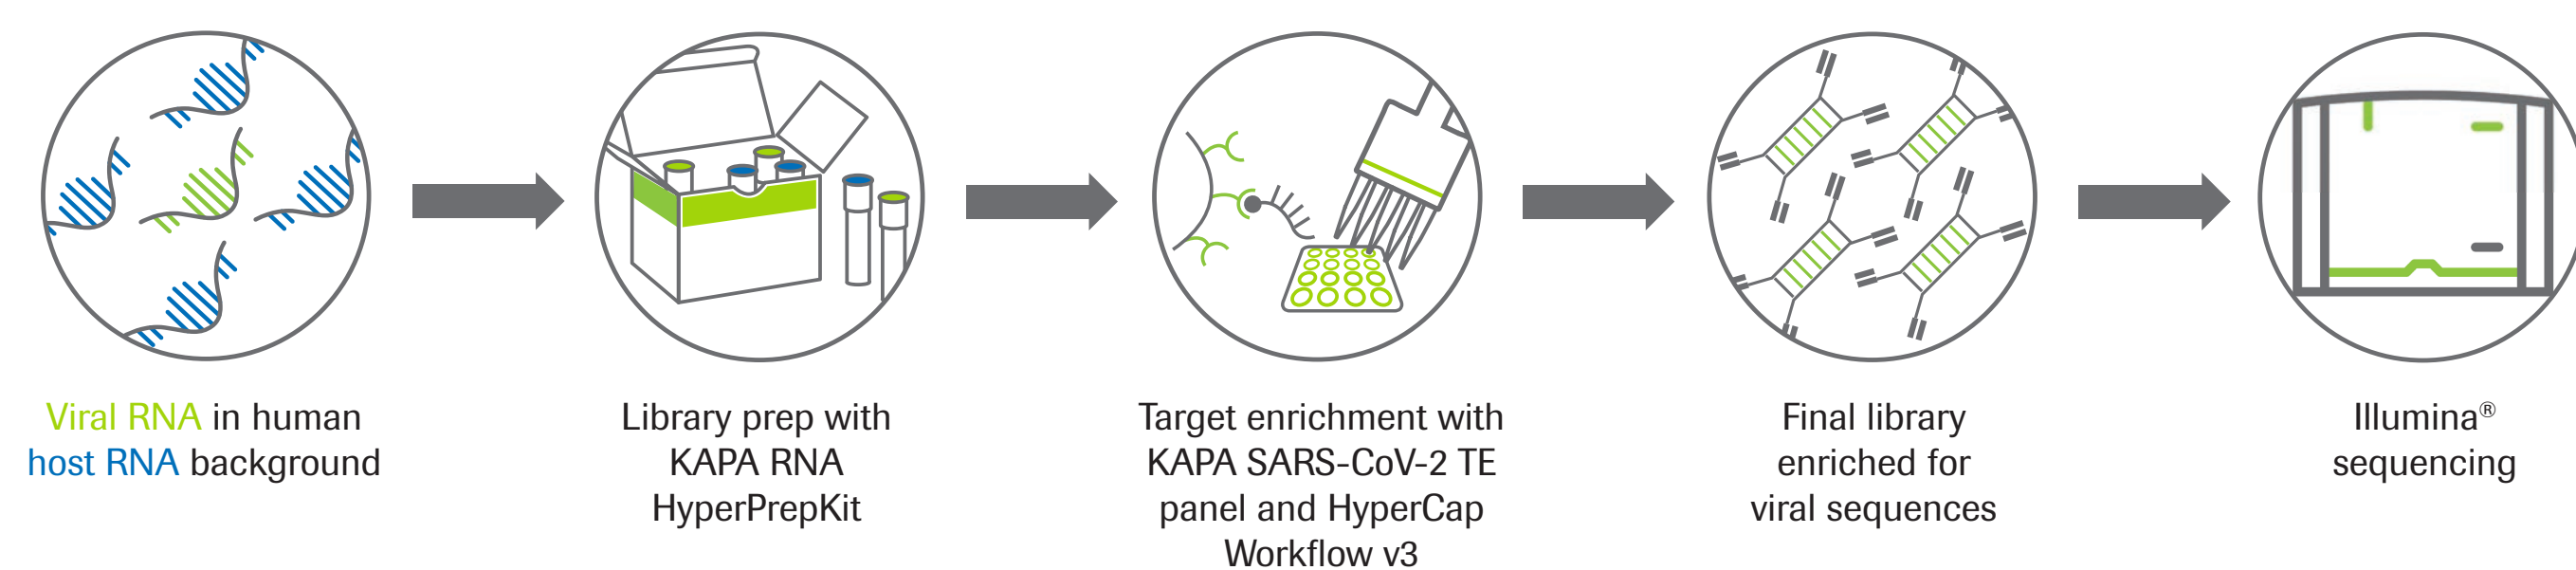 Viral RNA in human
host RNA background
Library prep with
KAPA RNA
HyperPrepKit
Target enrichment with
KAPA SARS-CoV-2 TE
panel and HyperCap
Workflow v3
Final library
enriched for
viral sequences
Illumina®
sequencing